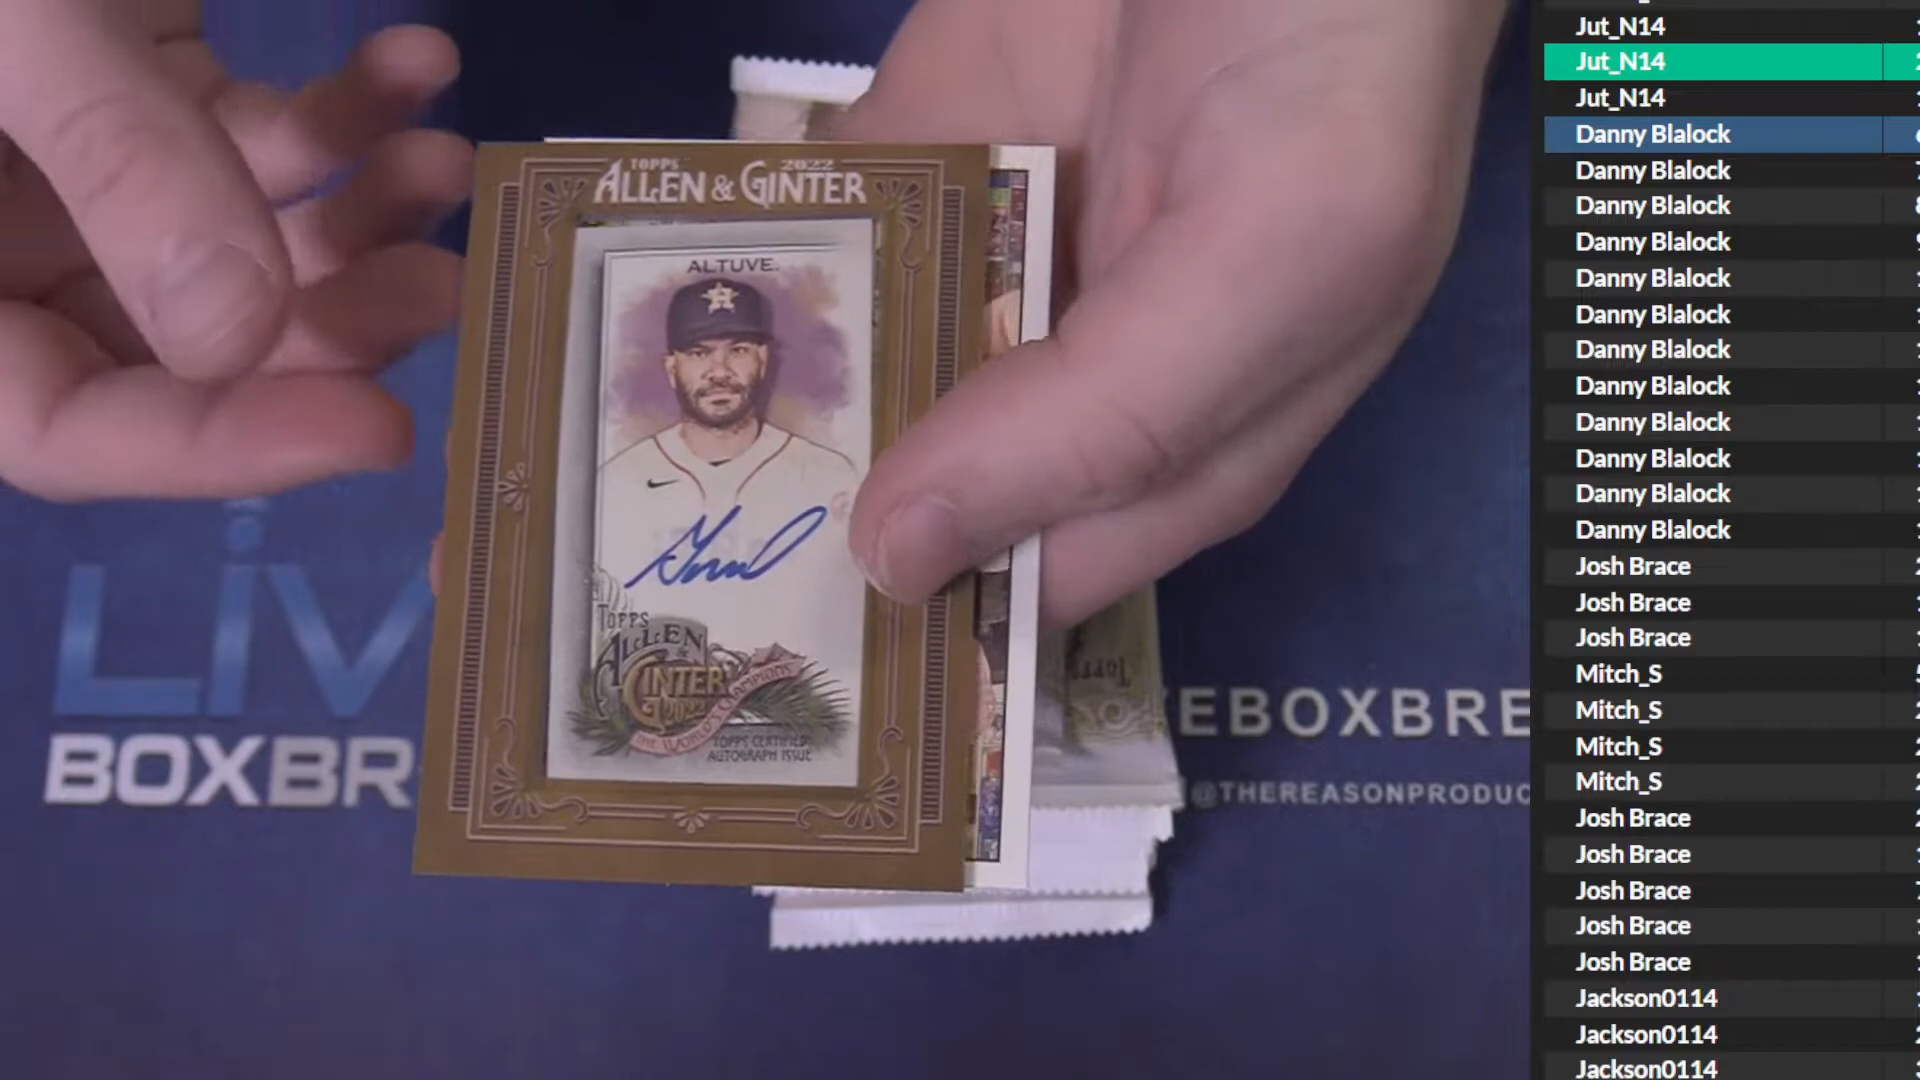 TOPPS 2022
ALLEN & GINTER
ALTUVE.
TOPPS
ALLEN
&
GINTER
THE WORLD'S CHAMPIONS
TOPPS CERTIFIED
AUTOGRAPH ISSUE
Topps
LiV
BOXBR
VEBOXBRE
@THEREASONPRODUC
Jut_N14
Jut_N14
Jut_N14
Danny Blalock
Danny Blalock
Danny Blalock
Danny Blalock
Danny Blalock
Danny Blalock
Danny Blalock
Danny Blalock
Danny Blalock
Danny Blalock
Danny Blalock
Danny Blalock
Josh Brace
Josh Brace
Josh Brace
Mitch_S
Mitch_S
Mitch_S
Mitch_S
Josh Brace
Josh Brace
Josh Brace
Josh Brace
Josh Brace
Jackson0114
Jackson0114
Jackson0114